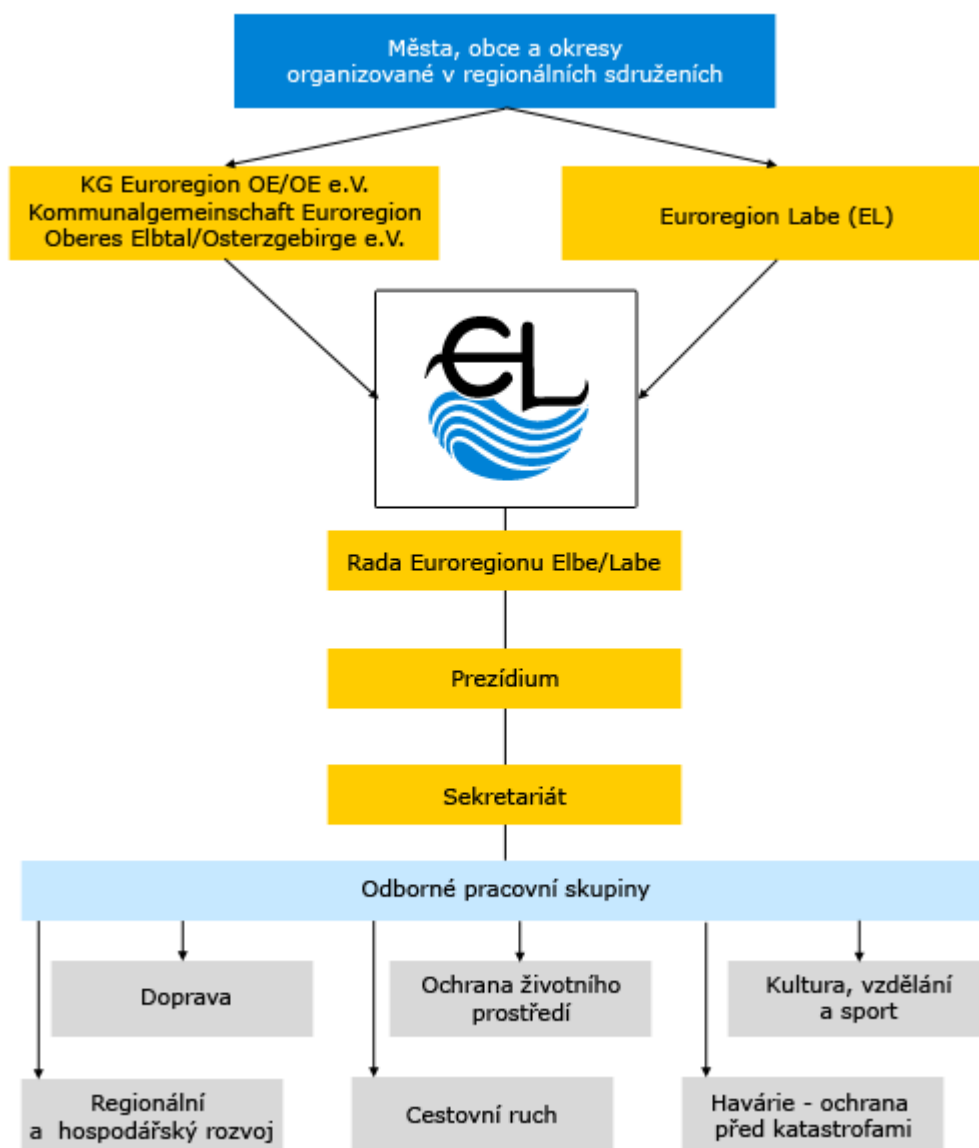 Města, obce a okresy
organizované v regionálních sdruženích
KG Euroregion OE/OE e.V.
Kommunalgemeinschaft Euroregion
Oberes Elbtal/Osterzgebirge e.V.
Euroregion Labe (EL)
EL
Rada Euroregionu Elbe/Labe
Prezídium
Sekretariát
Odborné pracovní skupiny
Doprava
Ochrana životního
prostředí
Kultura, vzdělání
a sport
Regionální
a hospodářský rozvoj
Cestovní ruch
Havárie - ochrana
před katastrofami